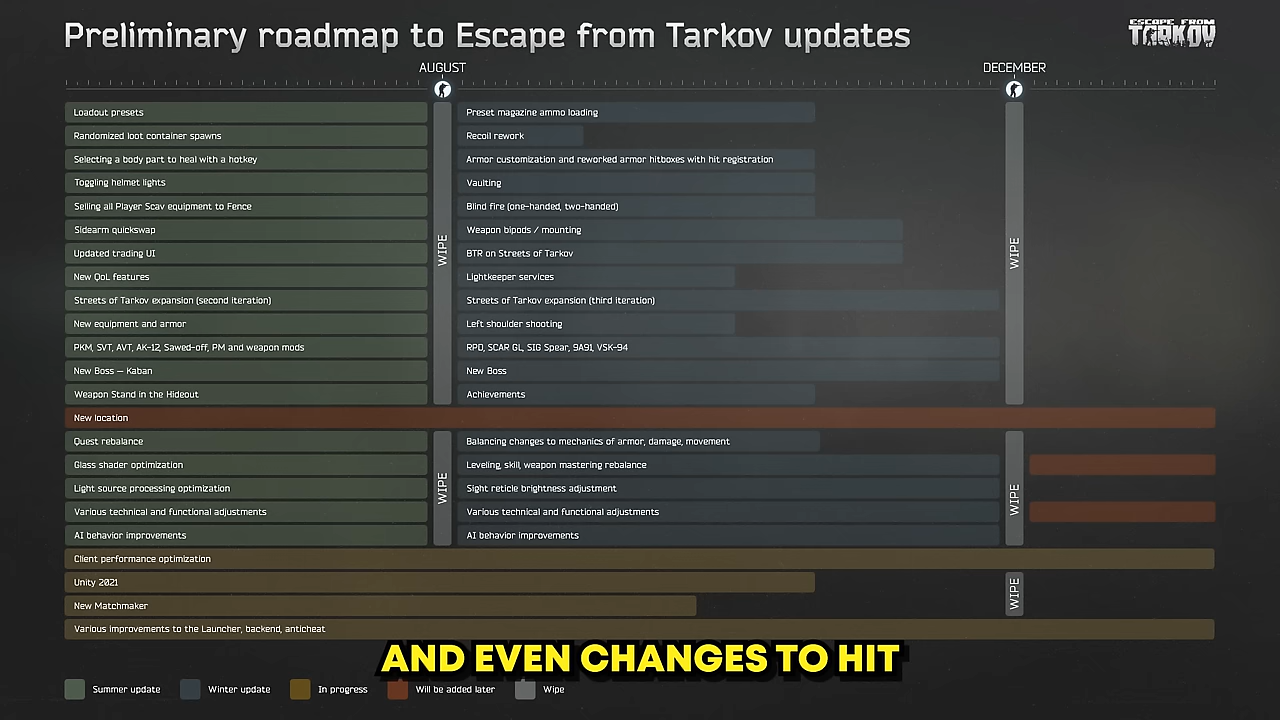 Preliminary roadmap to Escape from Tarkov updates
ESCAPE FROM
TARKOV
AUGUST
DECEMBER
Loadout presets
Preset magazine ammo loading
Randomized loot container spawns
Recoil rework
Selecting a body part to heal with a hotkey
Armor customization and reworked armor hitboxes with hit registration
Toggling helmet lights
Vaulting
Selling all Player Scav equipment to Fence
Blind fire (one-handed, two-handed)
Sidearm quickswap
Weapon bipods / mounting
WIPE
WIPE
Updated trading UI
BTR on Streets of Tarkov
New QoL features
Lightkeeper services
Streets of Tarkov expansion (second iteration)
Streets of Tarkov expansion (third iteration)
New equipment and armor
Left shoulder shooting
PKM, SVT, AVT, AK-12, Sawed-off, PM and weapon mods
RPD, SCAR GL, SIG Spear, 9A91, VSK-94
New Boss — Kaban
New Boss
Weapon Stand in the Hideout
Achievements
New location
Quest rebalance
Balancing changes to mechanics of armor, damage, movement
Glass shader optimization
Leveling, skill, weapon mastering rebalance
Light source processing optimization
Sight reticle brightness adjustment
WIPE
WIPE
Various technical and functional adjustments
Various technical and functional adjustments
AI behavior improvements
AI behavior improvements
Client performance optimization
Unity 2021
WIPE
New Matchmaker
Various improvements to the Launcher, backend, anticheat
AND EVEN CHANGES TO HIT
Summer update
Winter update
In progress
Will be added later
Wipe